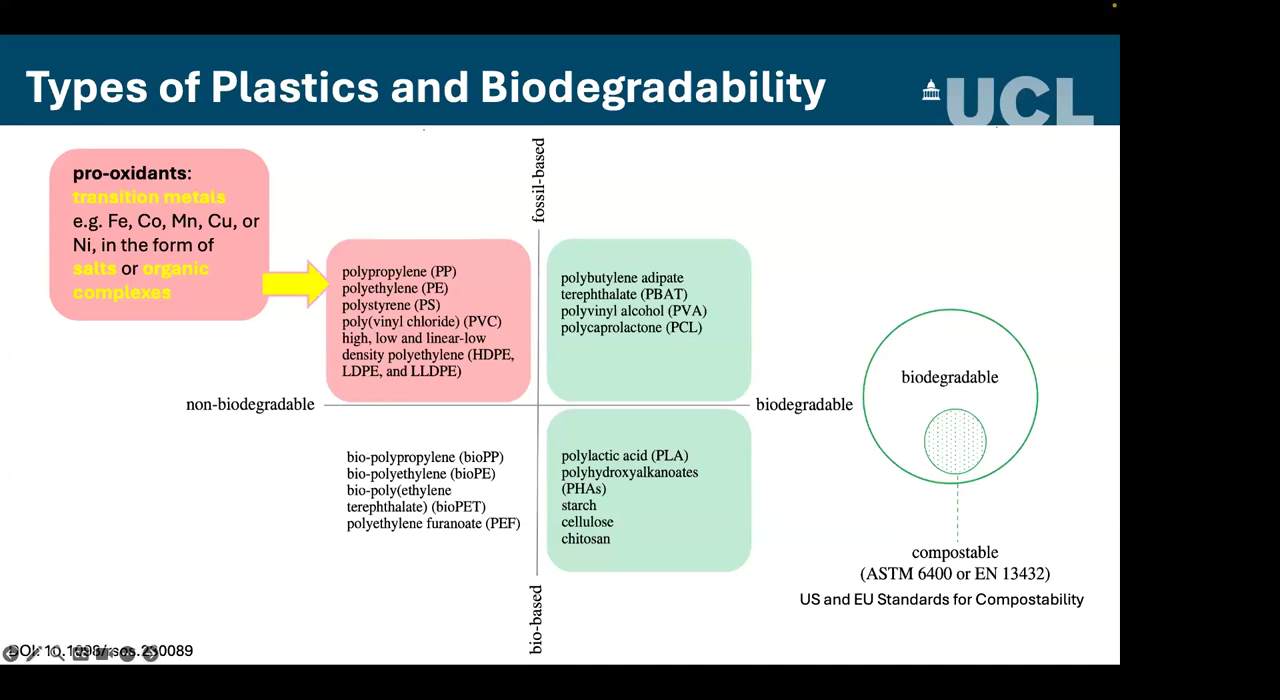 Types of Plastics and Biodegradability
UCL
pro-oxidants:
transition metals
e.g. Fe, Co, Mn, Cu, or
Ni, in the form of
salts or organic
complexes
fossil-based
polypropylene (PP)
polyethylene (PE)
polystyrene (PS)
poly(vinyl chloride) (PVC)
high, low and linear-low
density polyethylene (HDPE,
LDPE, and LLDPE)
polybutylene adipate
terephthalate (PBAT)
polyvinyl alcohol (PVA)
polycaprolactone (PCL)
non-biodegradable
biodegradable
bio-polypropylene (bioPP)
bio-polyethylene (bioPE)
bio-poly(ethylene
terephthalate) (bioPET)
polyethylene furanoate (PEF)
polylactic acid (PLA)
polyhydroxyalkanoates
(PHAs)
starch
cellulose
chitosan
bio-based
biodegradable
compostable
(ASTM 6400 or EN 13432)
US and EU Standards for Compostability
DOI: 10.1098/rsos.230089